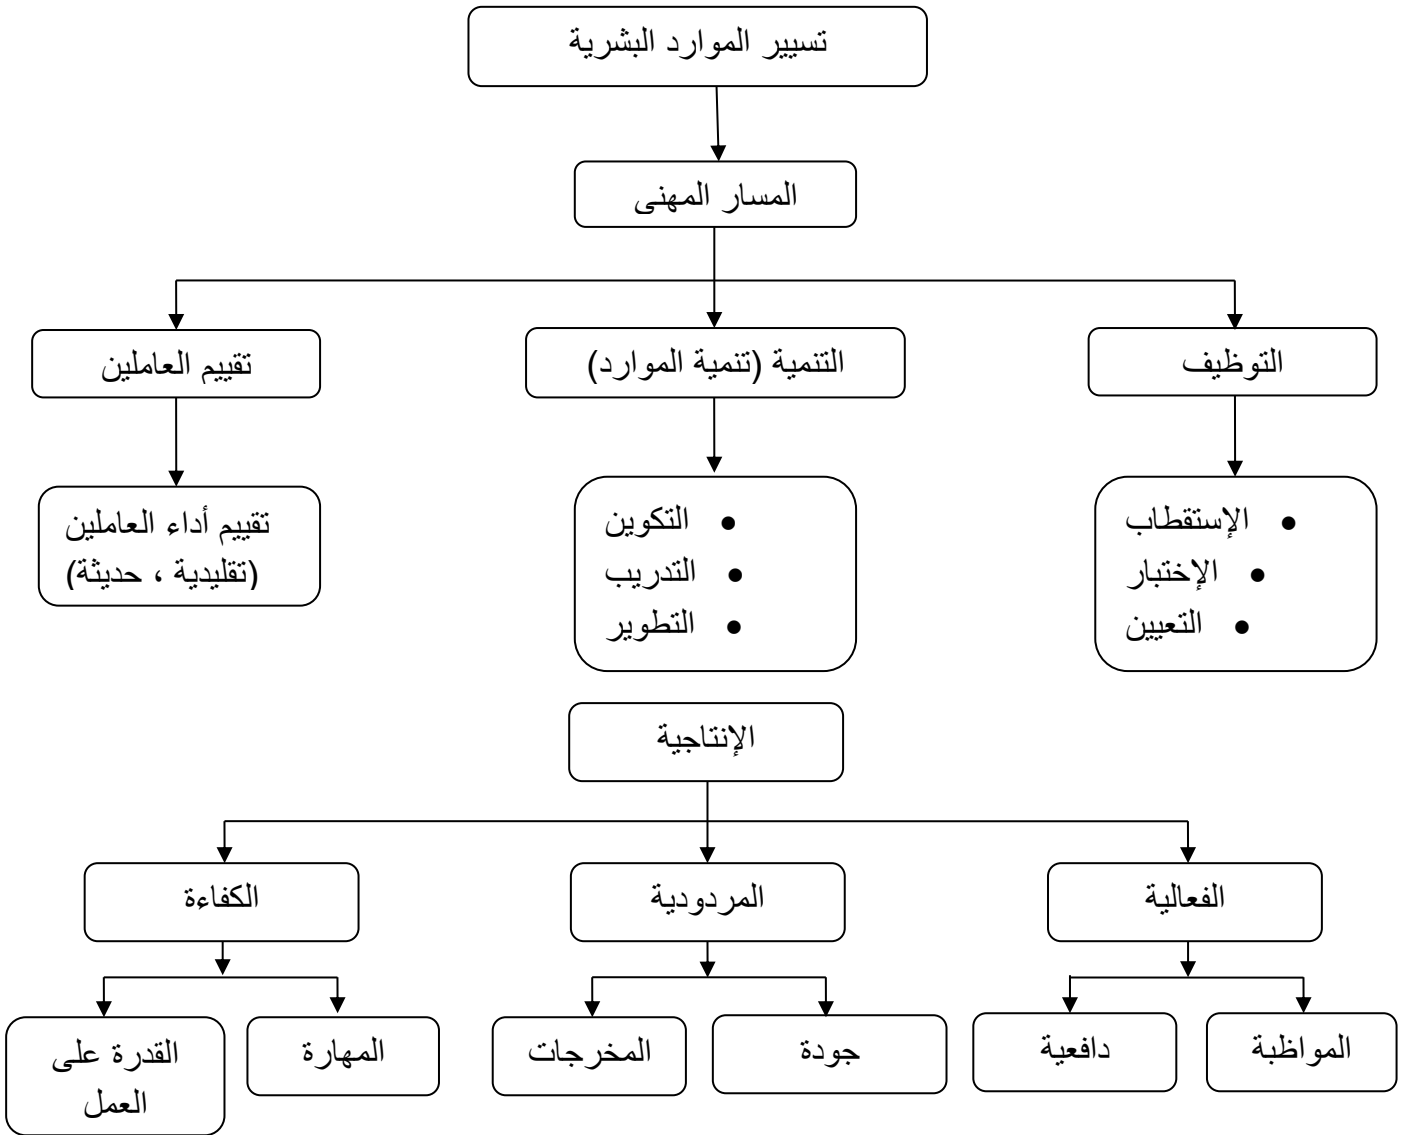 تسيير الموارد البشرية
المسار المهني
التوظيف
التنمية (تنمية الموارد)
تقييم العاملين
• الإستقطاب
• الإختبار
• التعيين
• التكوين
• التدريب
• التطوير
تقييم أداء العاملين
(تقليدية ، حديثة)
الإنتاجية
الفعالية
المردودية
الكفاءة
المواظبة
دافعية
جودة
المخرجات
المهارة
القدرة على
العمل